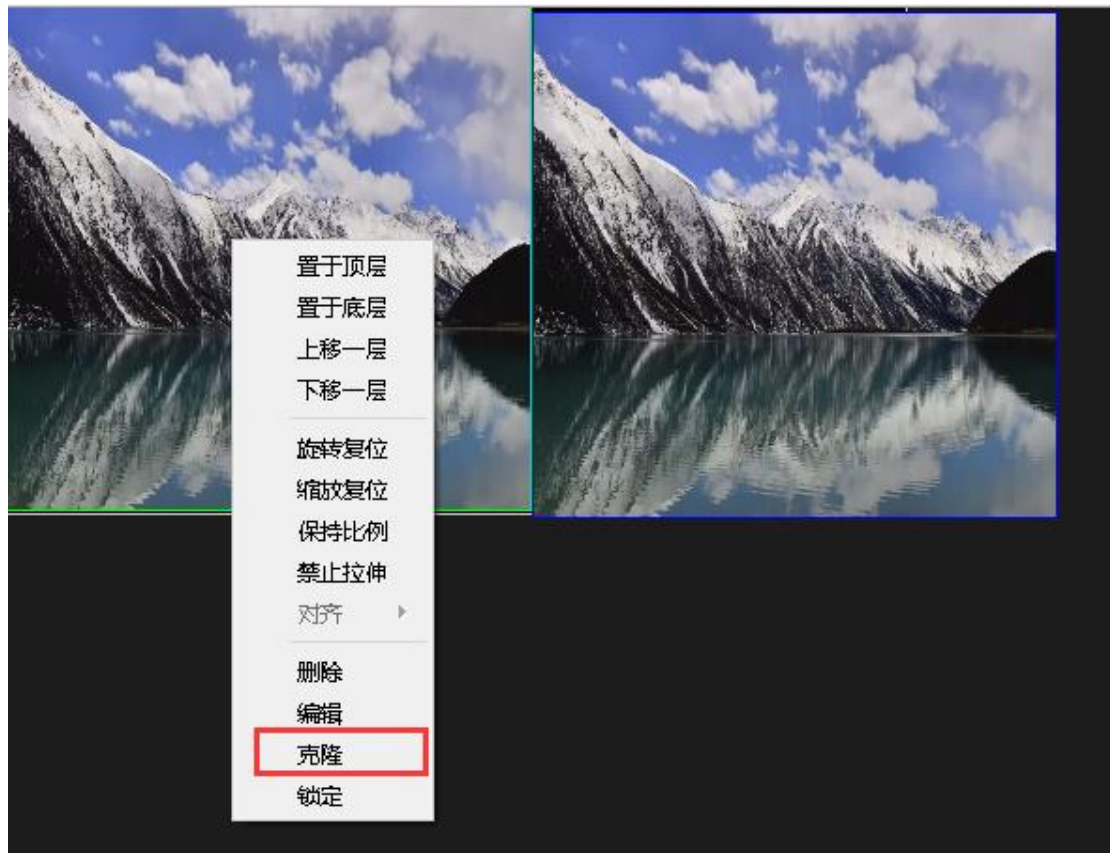 置于顶层
置于底层
上移一层
下移一层
旋转复位
缩放复位
保持比例
禁止拉伸
对齐
删除
编辑
克隆
锁定